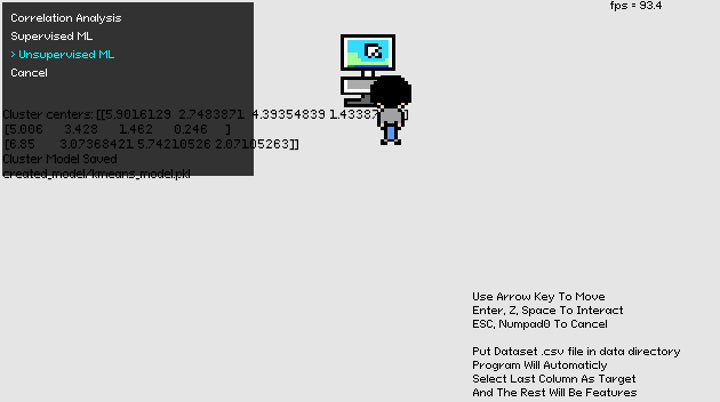 fps = 93.4
Correlation Analysis
Supervised ML
> Unsupervised ML
Cancel
Cluster centers: [[5.9016129 2.7483871 4.39354839 1.43387 ]
[5.006 3.428 1.462 0.246 ]
[6.85 3.07368421 5.74210526 2.07105263]]
Cluster Model Saved
created_model/kmeans_model.pkl
Use Arrow Key To Move
Enter, Z, Space To Interact
ESC, Numpad0 To Cancel
Put Dataset .csv file in data directory
Program Will Automaticly
Select Last Column As Target
And The Rest Will Be Features